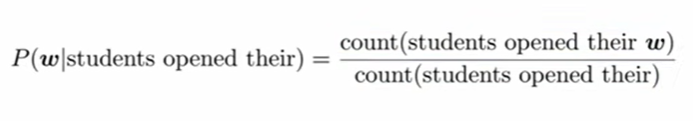 P(w|students opened their) = count(students opened their w) / count(students opened their)